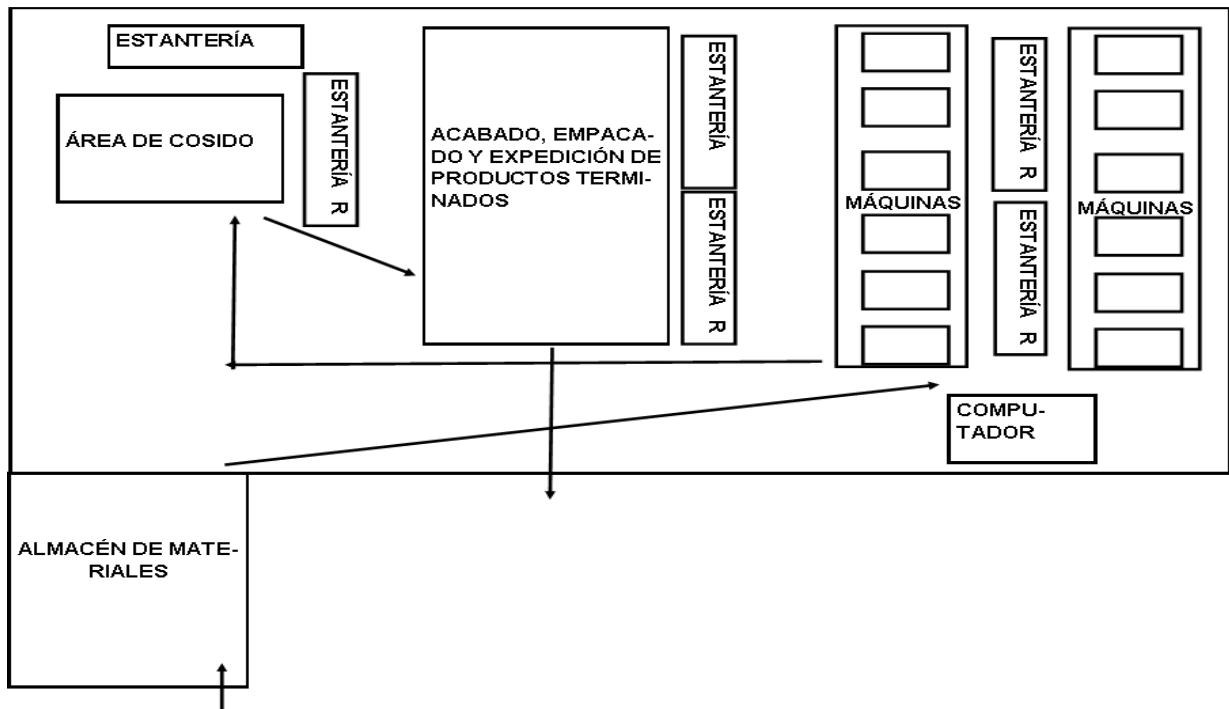 ESTANTERÍA
ÁREA DE COSIDO
ESTANTERÍA R
ACABADO, EMPACA-
DO Y EXPEDICIÓN DE
PRODUCTOS TERMI-
NADOS
ESTANTERÍA
ESTANTERÍA R
MÁQUINAS
ESTANTERÍA R
ESTANTERÍA R
MÁQUINAS
COMPU-
TADOR
ALMACÉN DE MATE-
RIALES